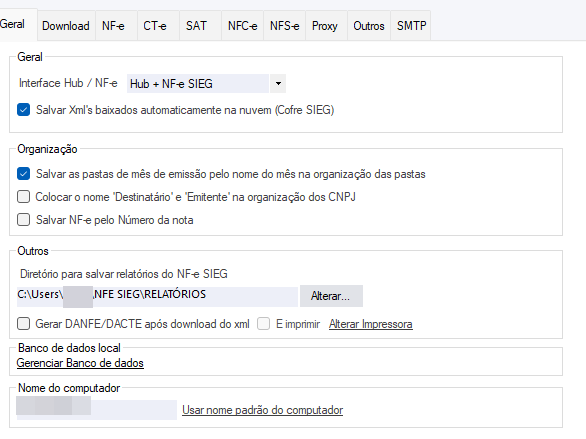 Geral Download NF-e CT-e SAT NFC-e NFS-e Proxy Outros SMTP
Geral
Interface Hub / NF-e Hub + NF-e SIEG
Salvar Xml's baixados automaticamente na nuvem (Cofre SIEG)
Organização
Salvar as pastas de mês de emissão pelo nome do mês na organização das pastas
Colocar o nome 'Destinatário' e 'Emitente' na organização dos CNPJ
Salvar NF-e pelo Número da nota
Outros
Diretório para salvar relatórios do NF-e SIEG
C:\Users\ \NFE SIEG\RELATÓRIOS Alterar...
Gerar DANFE/DACTE após download do xml E imprimir Alterar Impressora
Banco de dados local
Gerenciar Banco de dados
Nome do computador
Usar nome padrão do computador